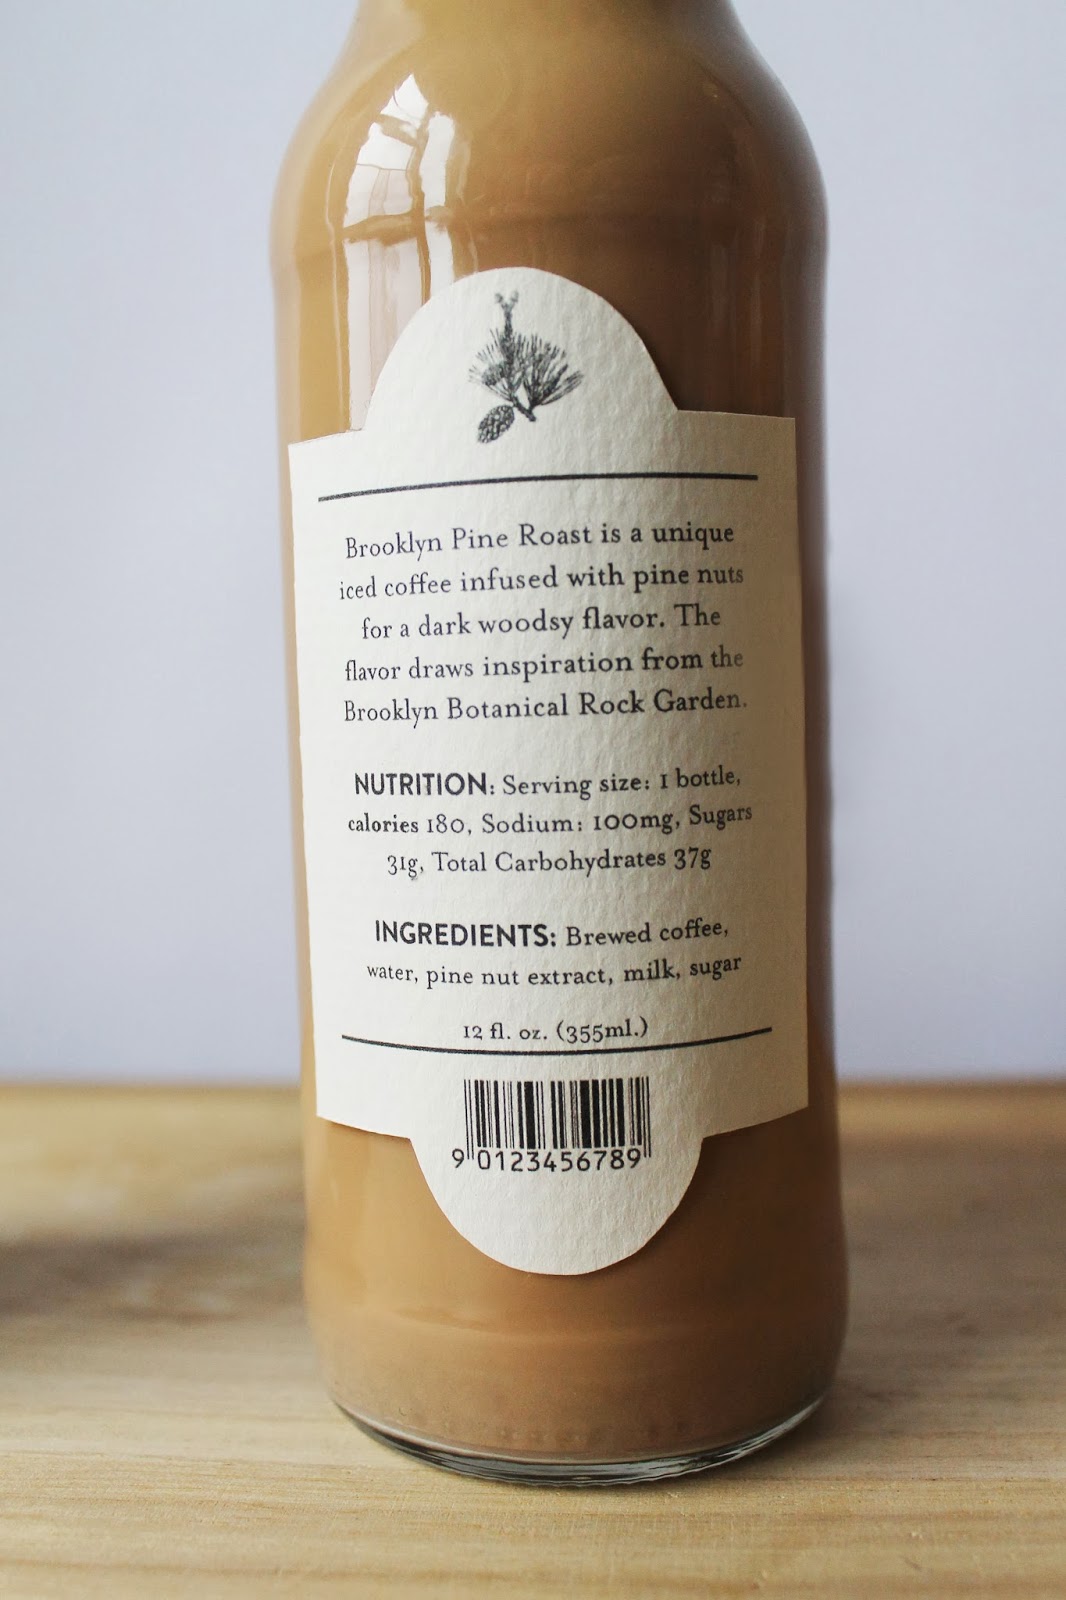 Brooklyn Pine Roast is a unique
iced coffee infused with pine nuts
for a dark woodsy flavor. The
flavor draws inspiration from the
Brooklyn Botanical Rock Garden.
NUTRITION: Serving size: 1 bottle,
calories 180, Sodium: 100mg, Sugars
31g, Total Carbohydrates 37g
INGREDIENTS: Brewed coffee,
water, pine nut extract, milk, sugar
12 fl. oz. (355ml.)
9 0123456789